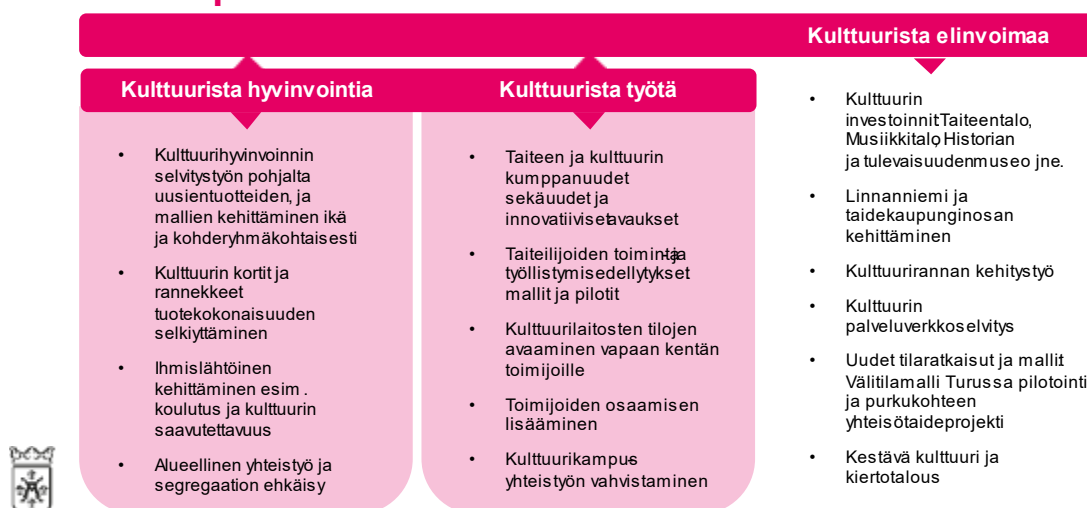 Kulttuurista elinvoimaa
Kulttuurista hyvinvointia
Kulttuurihyvinvoinnin
selvitystyön pohjalta
uusientuotteiden, ja
mallien kehittäminen ikä-
ja kohderyhmäkohtaisesti
Kulttuurin kortit ja
rannekkeet
tuotekokonaisuuden
selkiyttäminen
Ihmislähtöinen
kehittäminen esim .
koulutus ja kulttuurin
saavutettavuus
Alueellinen yhteistyö ja
segregaation ehkäisy
Kulttuurista työtä
Taiteen ja kulttuurin
kumppanuudet
sekäuudet ja
innovatiivisetavaukset
Taiteilijoiden toiminta-ja
työllistymisedellytykset:
mallit ja pilotit
Kulttuurilaitosten tilojen
avaaminen vapaan kentän
toimijoille
Toimijoiden osaamisen
lisääminen
Kulttuurikampus-
yhteistyön vahvistaminen
Kulttuurin
investoinnit:Taiteentalo,
Musiikkitalo,Historian
ja tulevaisuudenmuseo jne.
Linnanniemi ja
taidekaupunginosan
kehittäminen
Kulttuurirannan kehitystyö
Kulttuurin
palveluverkkoselvitys
Uudet tilaratkaisut ja mallit:
Välitilamalli Turussa pilotointi
ja purkukohteen
yhteisötaideprojekti
Kestävä kulttuuri ja
kiertotalous